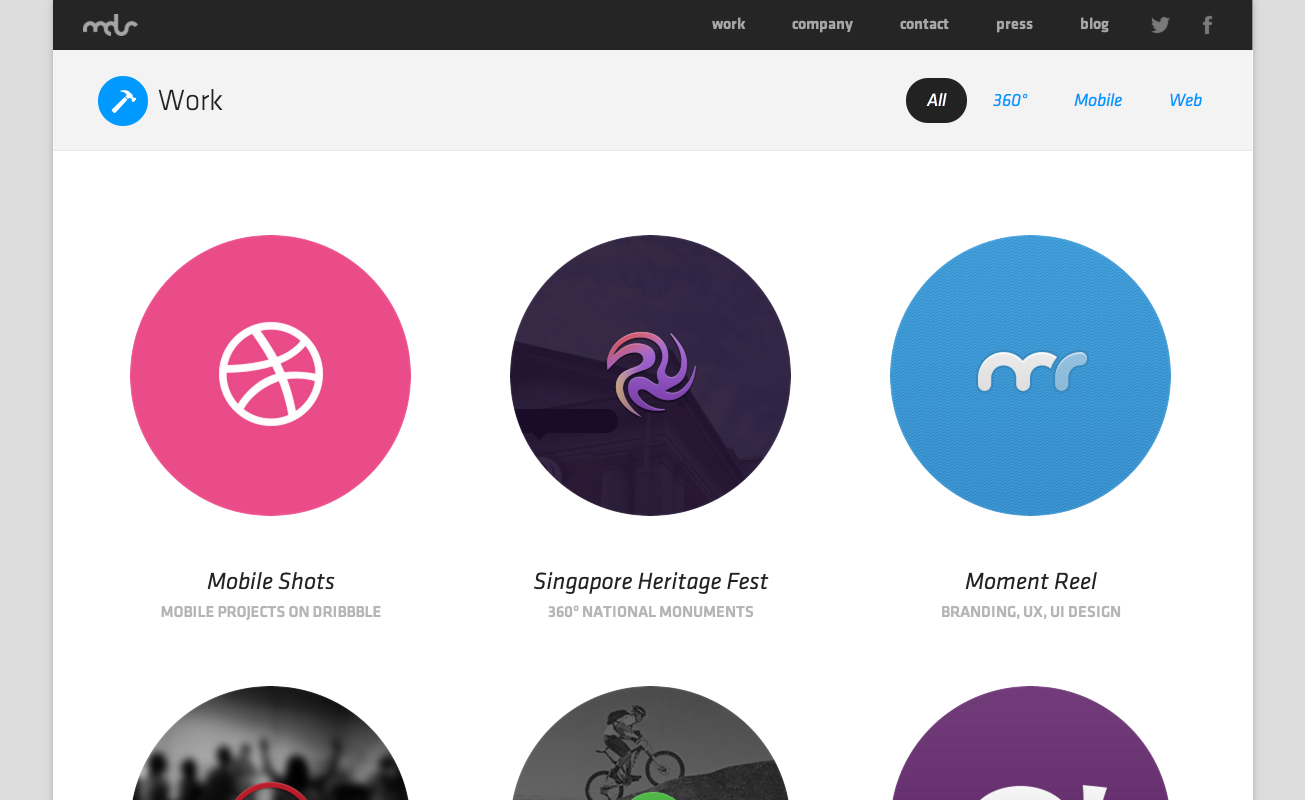 mds
work company contact press blog
Work
All 360° Mobile Web
Mobile Shots
MOBILE PROJECTS ON DRIBBBLE
Singapore Heritage Fest
360° NATIONAL MONUMENTS
Moment Reel
BRANDING, UX, UI DESIGN